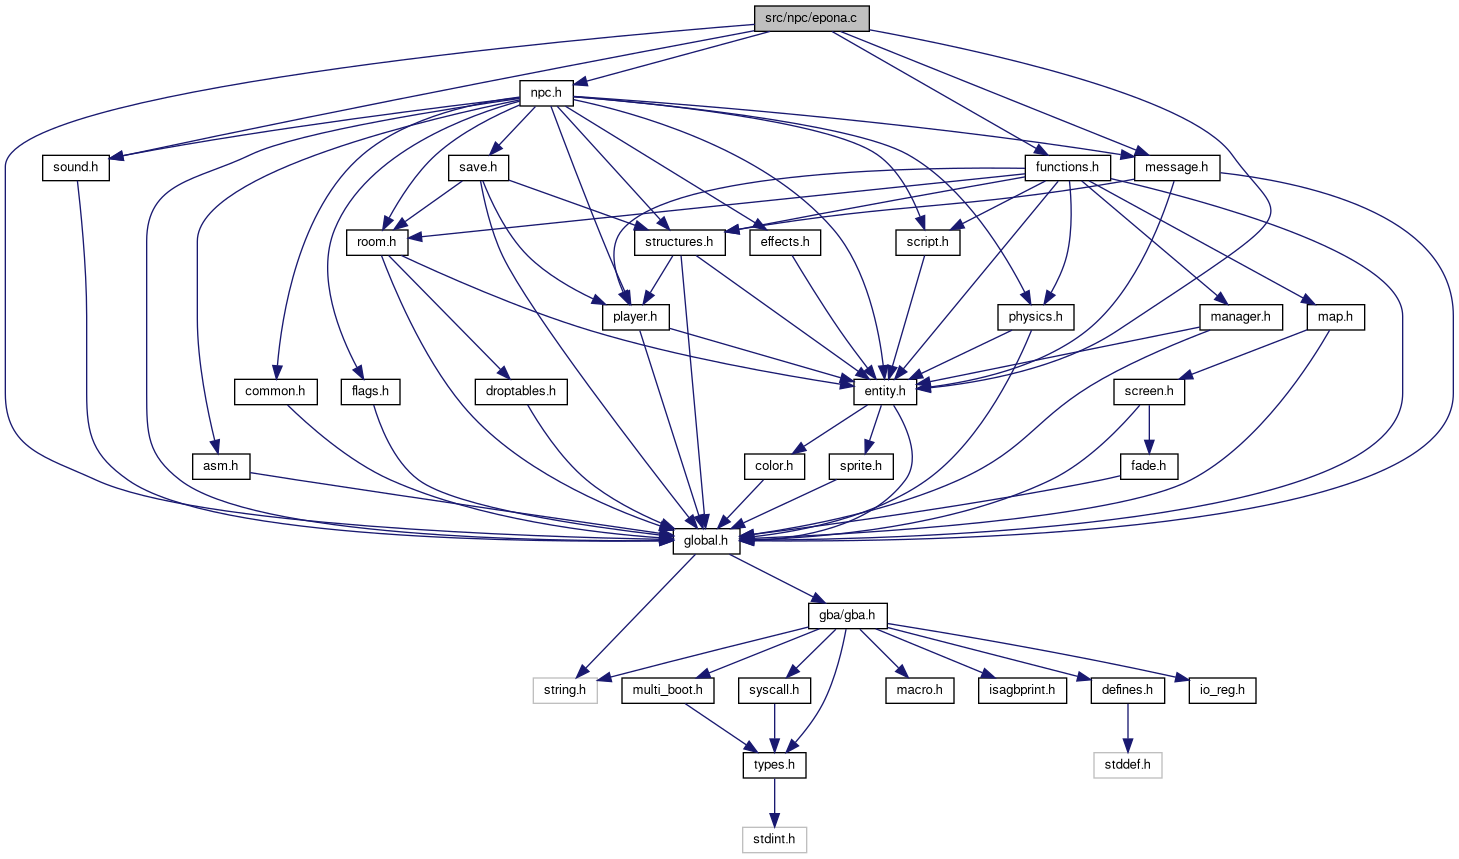 src/npc/epona.c
npc.h
sound.h
save.h
functions.h
message.h
room.h
structures.h
effects.h
script.h
player.h
physics.h
manager.h
map.h
common.h
flags.h
droptables.h
entity.h
screen.h
asm.h
color.h
sprite.h
fade.h
global.h
gba/gba.h
string.h
multi_boot.h
syscall.h
macro.h
isagbprint.h
defines.h
io_reg.h
types.h
stddef.h
stdint.h